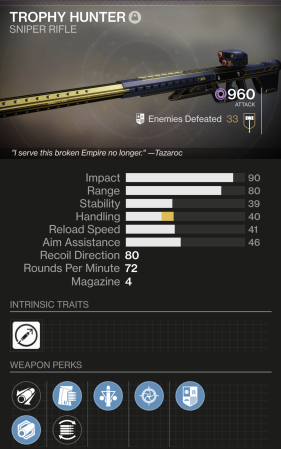 TROPHY HUNTER
SNIPER RIFLE
960
ATTACK
Enemies Defeated 33
"I serve this broken Empire no longer." —Tazaroc
Impact 90
Range 80
Stability 39
Handling 40
Reload Speed 41
Aim Assistance 46
Recoil Direction 80
Rounds Per Minute 72
Magazine 4
INTRINSIC TRAITS
WEAPON PERKS